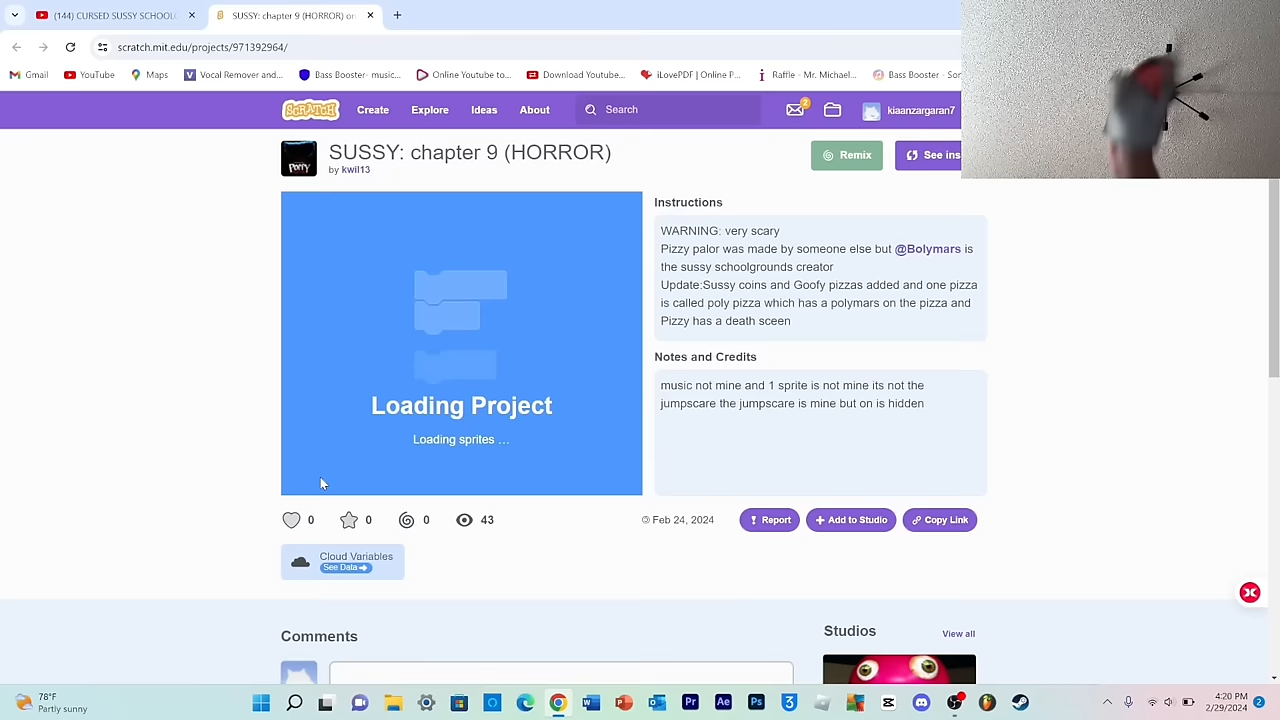 (144) CURSED SUSSY SCHOOL
SUSSY: chapter 9 (HORROR) on
scratch.mit.edu/projects/971392964/
Gmail
YouTube
Maps
Vocal Remover and...
Bass Booster- music...
Online Youtube to...
Download Youtube...
iLovePDF | Online P...
Raffle - Mr. Michael...
Bass Booster - Son
SCRATCH
Create
Explore
Ideas
About
Search
2
kiaanzargaran7
SUSSY: chapter 9 (HORROR)
by kwil13
Remix
See ins
Loading Project
Loading sprites …
Instructions
WARNING: very scary
Pizzy palor was made by someone else but @Bolymars is
the sussy schoolgrounds creator
Update:Sussy coins and Goofy pizzas added and one pizza
is called poly pizza which has a polymars on the pizza and
Pizzy has a death sceen
Notes and Credits
music not mine and 1 sprite is not mine its not the
jumpscare the jumpscare is mine but on is hidden
0
0
0
43
© Feb 24, 2024
Report
Add to Studio
Copy Link
Cloud Variables
See Data
Comments
Studios
View all
78°F
Partly sunny
4:20 PM
2/29/2024
2